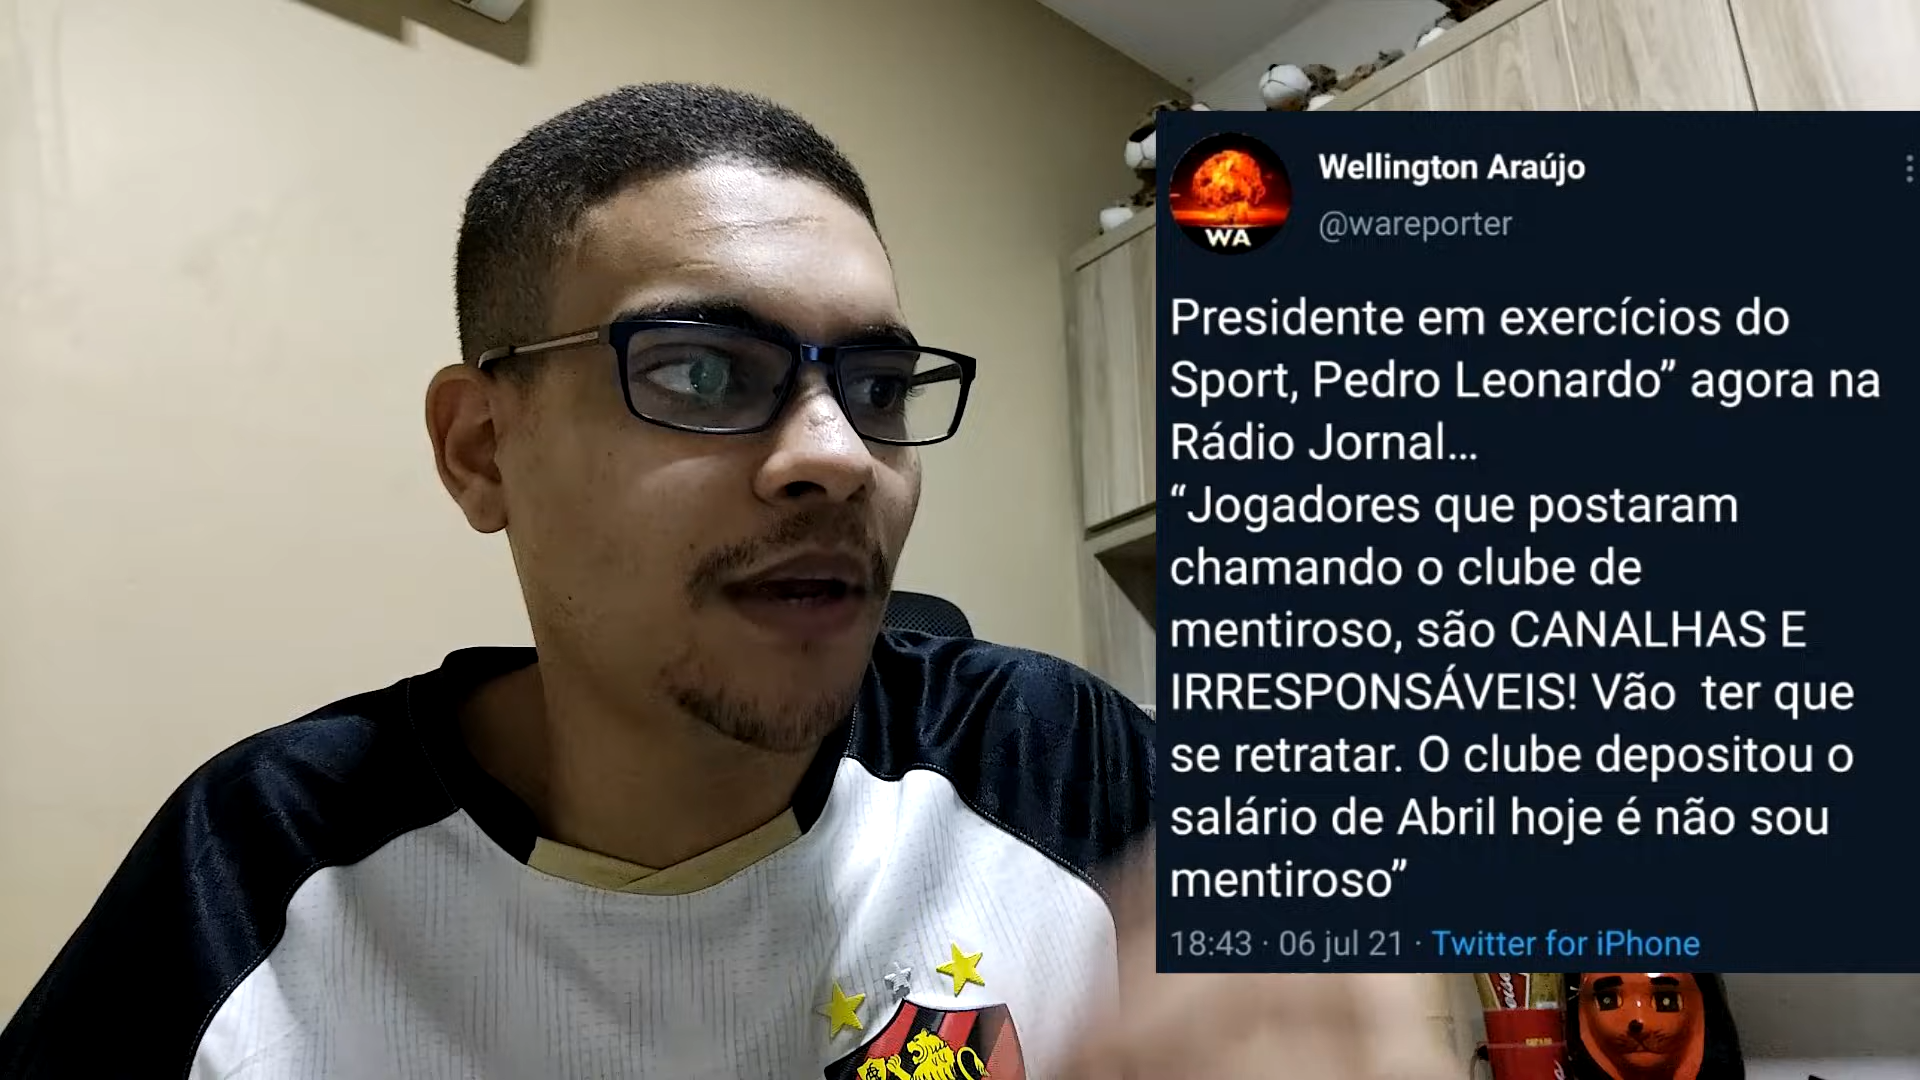 WA
Wellington Araújo
@wareporter
Presidente em exercícios do
Sport, Pedro Leonardo” agora na
Rádio Jornal...
“Jogadores que postaram
chamando o clube de
mentiroso, são CANALHAS E
IRRESPONSÁVEIS! Vão  ter que
se retratar. O clube depositou o
salário de Abril hoje é não sou
mentiroso”
18:43 · 06 jul 21 · Twitter for iPhone